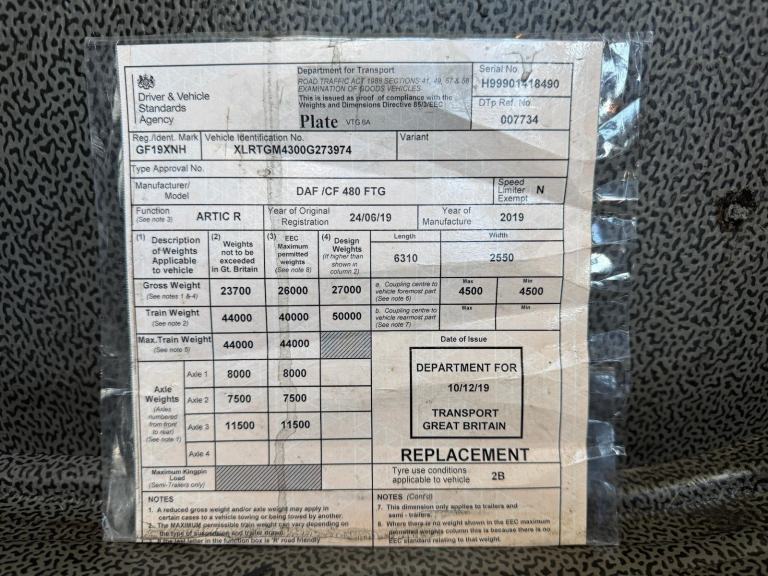 Driver & Vehicle
Standards
Agency
Department for Transport
ROAD TRAFFIC ACT 1988 SECTIONS 41, 49, 57 & 58
EXAMINATION OF GOODS VEHICLES
This is issued as proof of compliance with the
Weights and Dimensions Directive
Plate VTG 6A
Serial No
H99901418490
DTp Ref. No
007734
Reg./Ident. Mark
GF19XNH
Vehicle Identification No.
XLRTGM4300G273974
Variant
Type Approval No.
Manufacturer/
Model
DAF /CF 480 FTG
Speed
Limiter N
Exempt
Function
(See note 3)
ARTIC R
Year of Original
Registration
24/06/19
Year of
Manufacture
2019
(1) Description
of Weights
Applicable
to vehicle
(2) Weights
not to be
exceeded
in Gt. Britain
(3) EEC
Maximum
permitted
weights
(See note 8)
(4) Design
Weights
(if higher than
shown in
column 2)
Length
6310
Width
2550
Gross Weight
(See notes 1 & 4)
23700 26000 27000
a. Coupling centre to
vehicle foremost part
(See note 6)
Max
4500
Min
4500
Train Weight
(See note 2)
44000 40000 50000
b. Coupling centre to
vehicle rearmost part
(See note 7)
Max
Min
Max.Train Weight
(See note 5)
44000 44000
Axle
Weights
(Axles
numbered
from front
to rear)
(See note 1)
Axle 1 8000 8000
Axle 2 7500 7500
Axle 3 11500 11500
Axle 4
Maximum Kingpin
Load
(Semi-Trailers only)
Date of Issue
DEPARTMENT FOR
10/12/19
TRANSPORT
GREAT BRITAIN
REPLACEMENT
Tyre use conditions
applicable to vehicle
2B
NOTES
1. A reduced gross weight and/or axle weight may apply in
certain cases to a vehicle towing or being towed by another.
2. The MAXIMUM permissible train weight can vary depending on
the type of suspension and trailer drawn.
letter in the function box is 'R' road friendly
NOTES (Cont'd)
7. This dimension only applies to trailers and
semi - trailers.
8. Where there is no weight shown in the EEC maximum
permitted weights column this is because there is no
EEC standard relating to that weight.